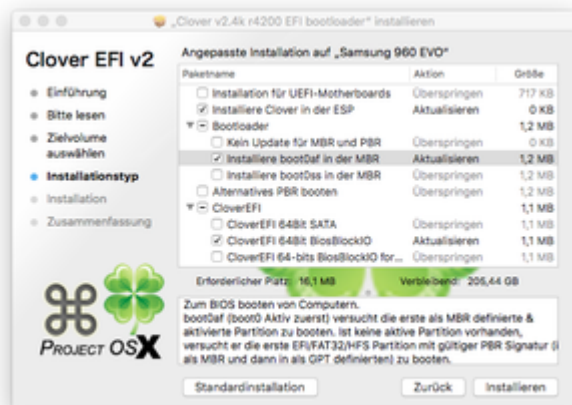 „Clover v2.4k r4200 EFI bootloader“ installieren
Clover EFI v2
Angepasste Installation auf „Samsung 960 EVO“
Einführung
Bitte lesen
Zielvolume
auswählen
Installationstyp
Installation
Zusammenfassung
Paketname Aktion Größe
Installation für UEFI-Motherboards Überspringen 717 KB
Installiere Clover in der ESP Aktualisieren 0 KB
Bootloader 1,2 MB
Kein Update für MBR und PBR Überspringen 0 KB
Installiere boot0af in der MBR Aktualisieren 1,2 MB
Installiere boot0ss in der MBR Überspringen 1,2 MB
Alternatives PBR booten Überspringen 1,2 MB
CloverEFI 1,1 MB
CloverEFI 64Bit SATA Überspringen 1,1 MB
CloverEFI 64Bit BiosBlockIO Aktualisieren 1,1 MB
CloverEFI 64-bits BiosBlockIO for... Überspringen 1,1 MB
Erforderlicher Platz: 16,1 MB Verbleibend: 205,44 GB
Zum BIOS booten von Computern.
boot0af (boot0 Aktiv zuerst) versucht die erste als MBR definierte &
aktivierte Partition zu booten. Ist keine aktive Partition vorhanden,
versucht er die erste EFI/FAT32/HFS Partition mit gültiger PBR Signatur (i
als MBR und dann in als GPT definierten) zu booten.
PROJECT OSX
Standardinstallation Zurück Installieren